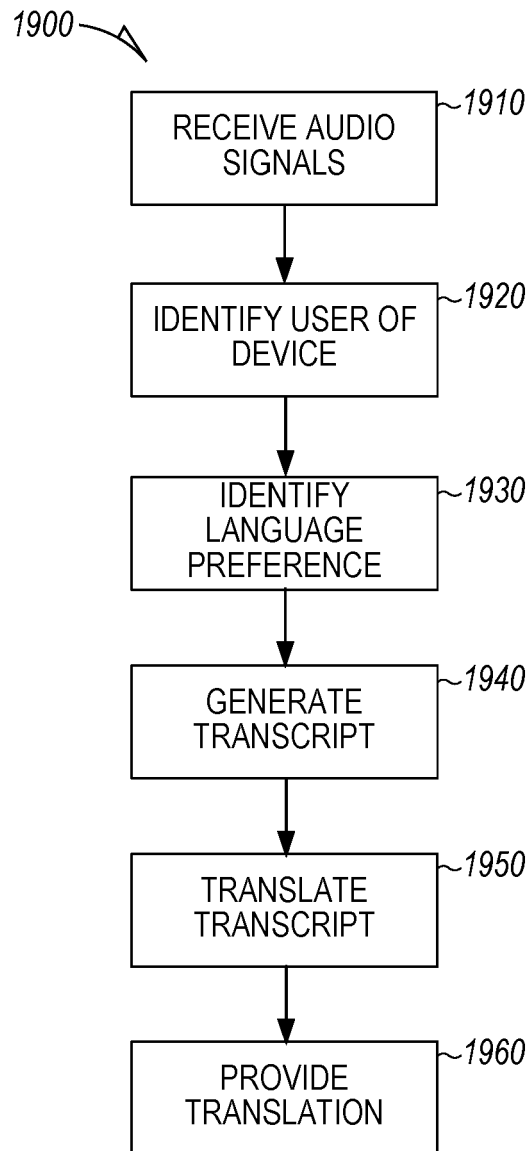 1900
1910
RECEIVE AUDIO
SIGNALS
1920
IDENTIFY USER OF
DEVICE
1930
IDENTIFY
LANGUAGE
PREFERENCE
1940
GENERATE
TRANSCRIPT
1950
TRANSLATE
TRANSCRIPT
1960
PROVIDE
TRANSLATION